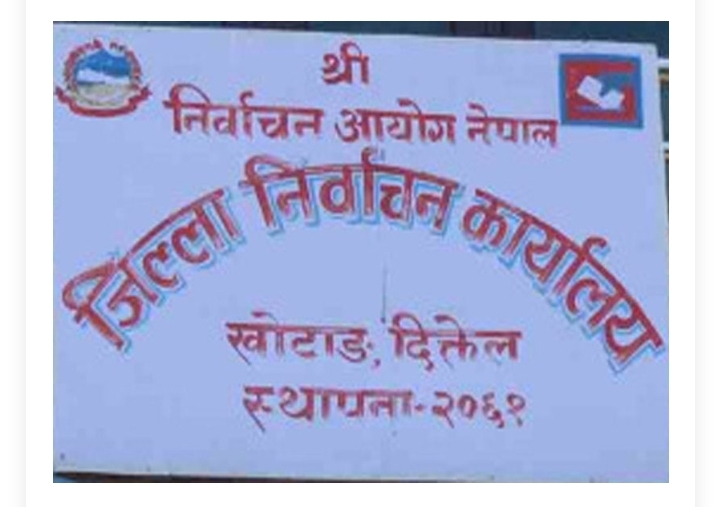 श्री
निर्वाचन आयोग नेपाल
जिल्ला निर्वाचन कार्यालय
खोटाङ, दिक्तेल
स्थापना-२०६१